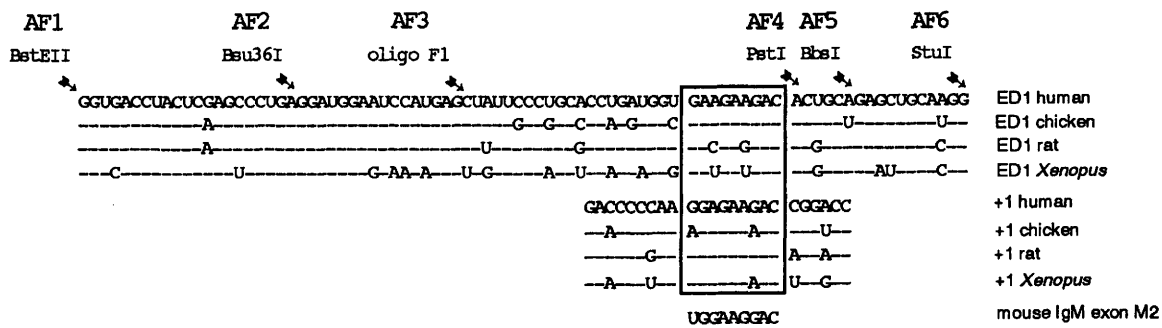 AF1 AF2 AF3 AF4 AF5 AF6
BstEII Bsu36I oligo F1 PstI BbsI StuI
GGUGACCUACUCGAGCCCUGAGGAUGGAAUCCAUGAGCUAUUCCCUGCACCUGAUGGU GAAGAAGAC ACUGCAGAGCUGCAAGG ED1 human
------------A-----------------------------G--G--C--A-G---C --------- -----U--------U-- ED1 chicken
------------A--------------------------U--------G--------- --C--G--- --G-----------C-- ED1 rat
---C-----------U------------G-AA-A---U-G-----A--U--A--A--G --U--U--- --G-----AU----C-- ED1 Xenopus
GACCCCCAA GGAGAAGAC CGGACC +1 human
--A------ A-----A-- ---U-- +1 chicken
------G-- --------- A--A-- +1 rat
--A---U-- ------A-- U--G-- +1 Xenopus
UGGAAGGAC mouse IgM exon M2